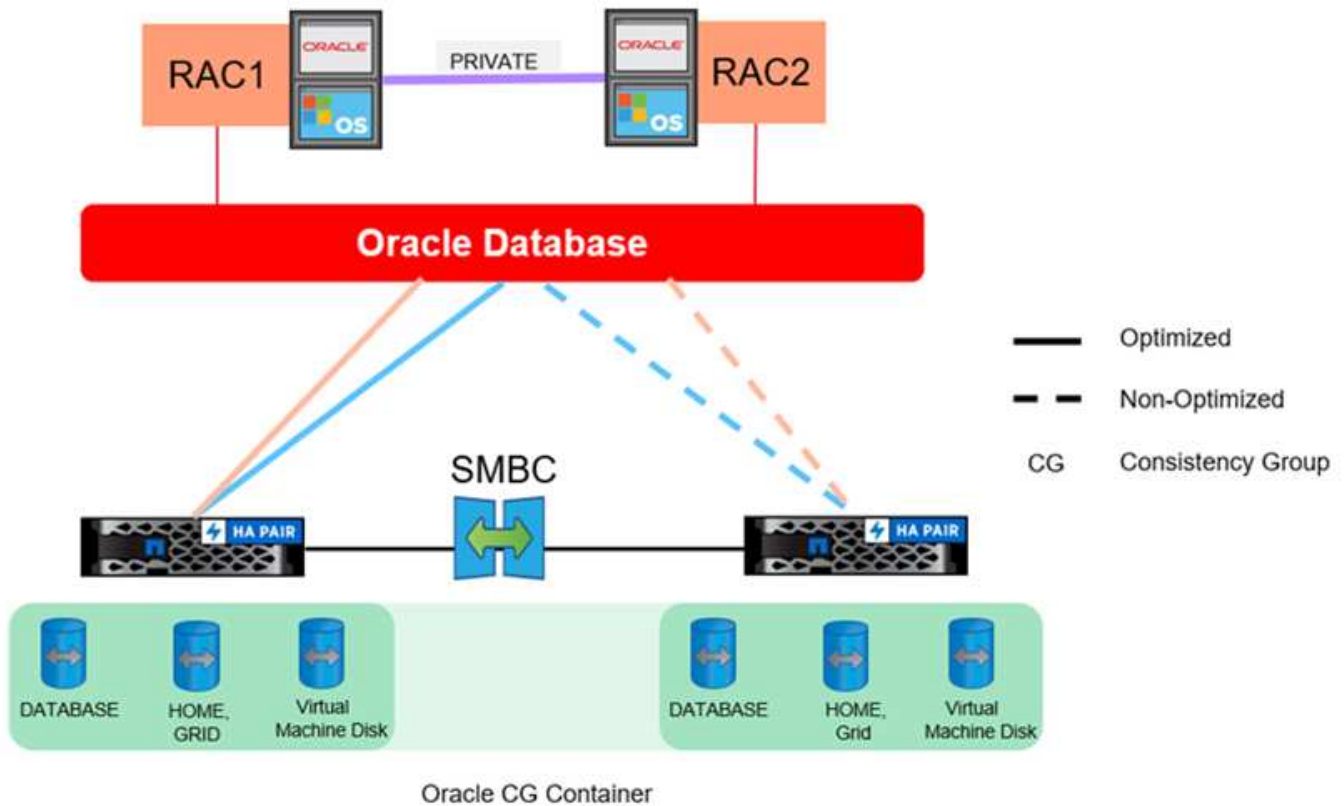 RAC1
ORACLE
OS
PRIVATE
ORACLE
OS
RAC2
Oracle Database
Optimized
Non-Optimized
CG Consistency Group
SMBC
HA PAIR
HA PAIR
DATABASE
HOME,
GRID
Virtual
Machine Disk
DATABASE
HOME,
Grid
Virtual
Machine Disk
Oracle CG Container